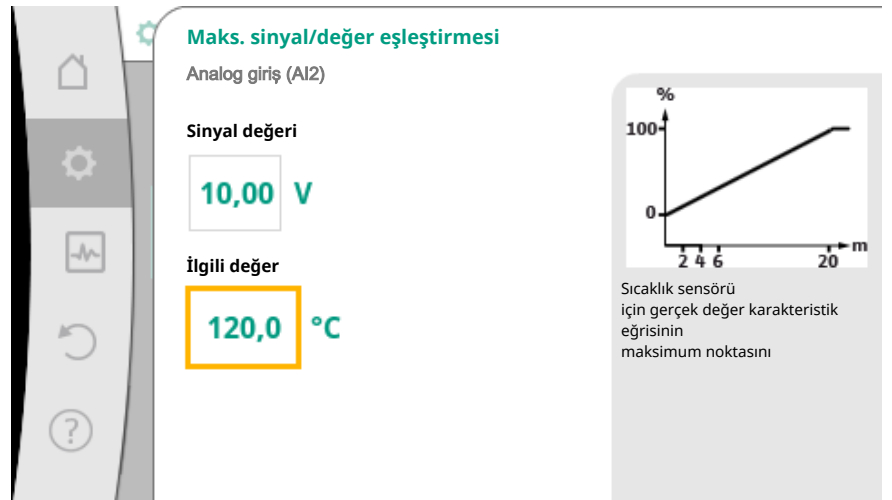 Maks. sinyal/değer eşleştirmesi
Analog giriş (AI2)
Sinyal değeri
10,00 V
İlgili değer
120,0 °C
%
100
0
2 4 6 20
m
Sıcaklık sensörü
için gerçek değer karakteristik
eğrisinin
maksimum noktasını
?